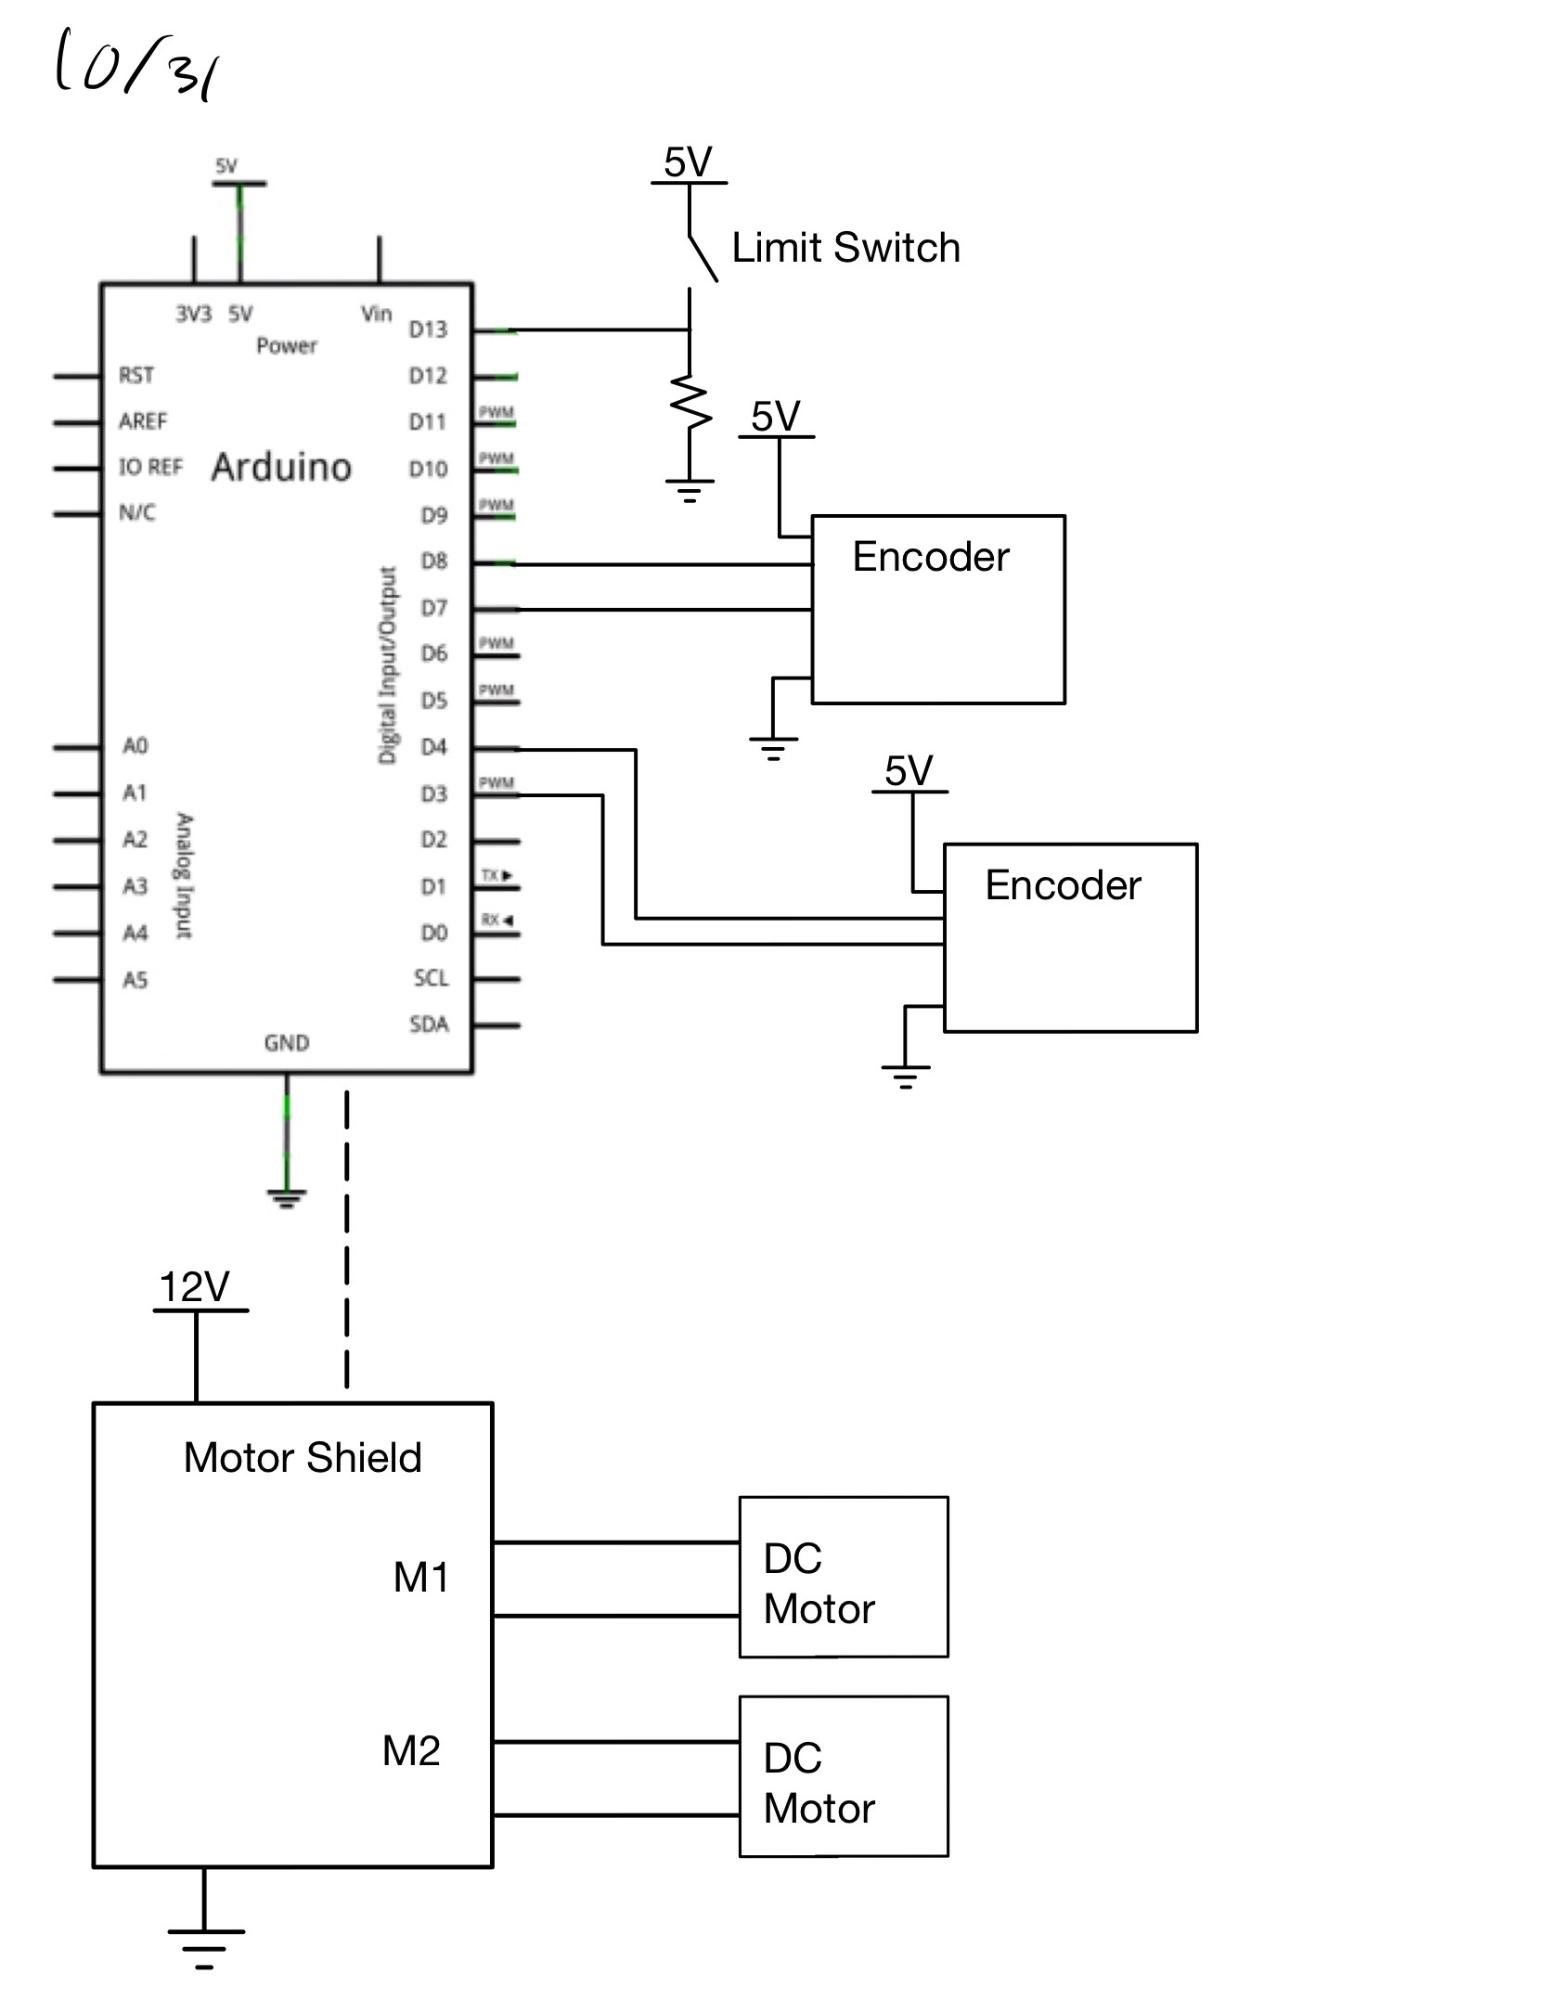 10/31
5V
5V
Limit Switch
3V3 5V Vin
Power
D13
RST
D12
AREF
D11 PWM
IO REF
Arduino
D10 PWM
N/C
D9 PWM
5V
D8
Encoder
D7
Digital Input/Output
D6 PWM
D5 PWM
A0
D4
5V
A1
D3 PWM
A2
D2
Analog Input
A3
D1 TX ▶
Encoder
A4
D0 RX ◀
A5
SCL
SDA
GND
12V
Motor Shield
M1
DC
Motor
M2
DC
Motor